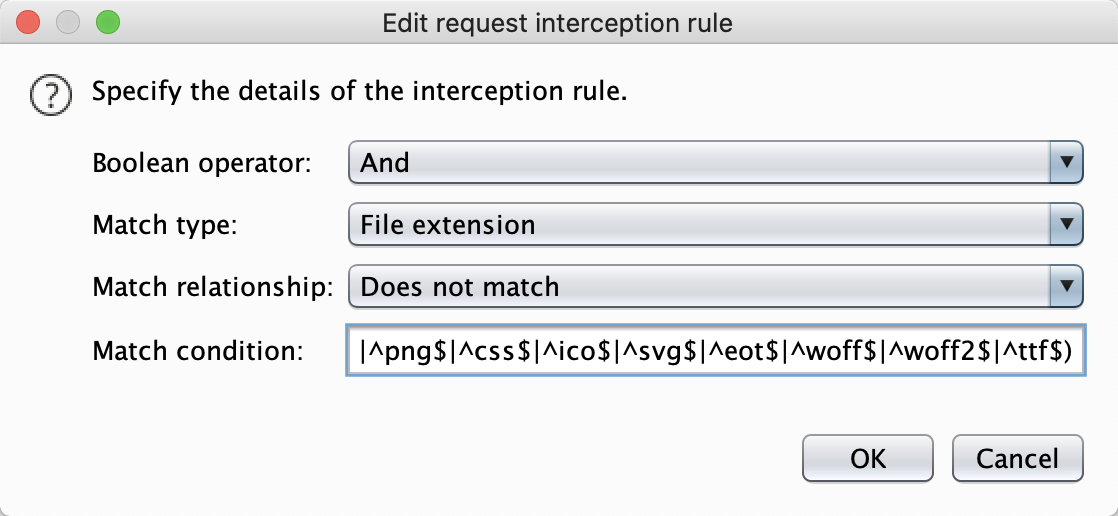 Edit request interception rule
Specify the details of the interception rule.
Boolean operator: And
Match type: File extension
Match relationship: Does not match
Match condition: |^png$|^css$|^ico$|^svg$|^eot$|^woff$|^woff2$|^ttf$)
OK Cancel